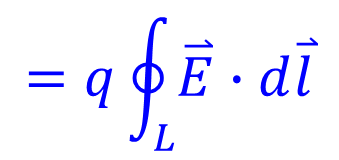 = q ∮_L E⃗ · dl⃗